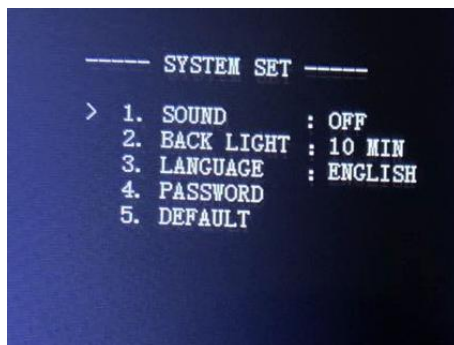 ----- SYSTEM SET -----
> 1. SOUND : OFF
2. BACK LIGHT : 10 MIN
3. LANGUAGE : ENGLISH
4. PASSWORD
5. DEFAULT